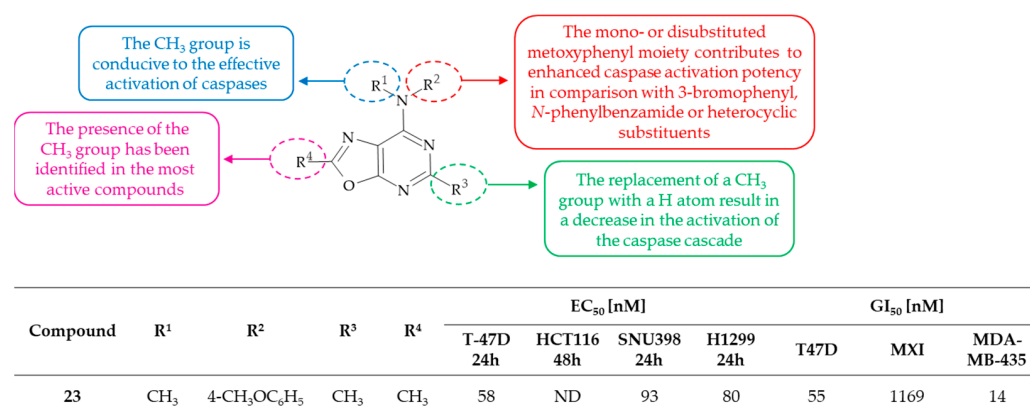 The CH₃ group is
conducive to the effective
activation of caspases
The mono- or disubstituted
metoxyphenyl moiety contributes to
enhanced caspase activation potency
in comparison with 3-bromophenyl,
N-phenylbenzamide or heterocyclic
substituents
R¹ R²
N
The presence of the
CH₃ group has been
identified in the most
active compounds
N N
R⁴
O N R³
The replacement of a CH₃
group with a H atom result in
a decrease in the activation of
the caspase cascade
EC₅₀ [nM] GI₅₀ [nM]
Compound R¹ R² R³ R⁴ T-47D 24h HCT116 48h SNU398 24h H1299 24h T47D MXI MDA-MB-435
23 CH₃ 4-CH₃OC₆H₅ CH₃ CH₃ 58 ND 93 80 55 1169 14